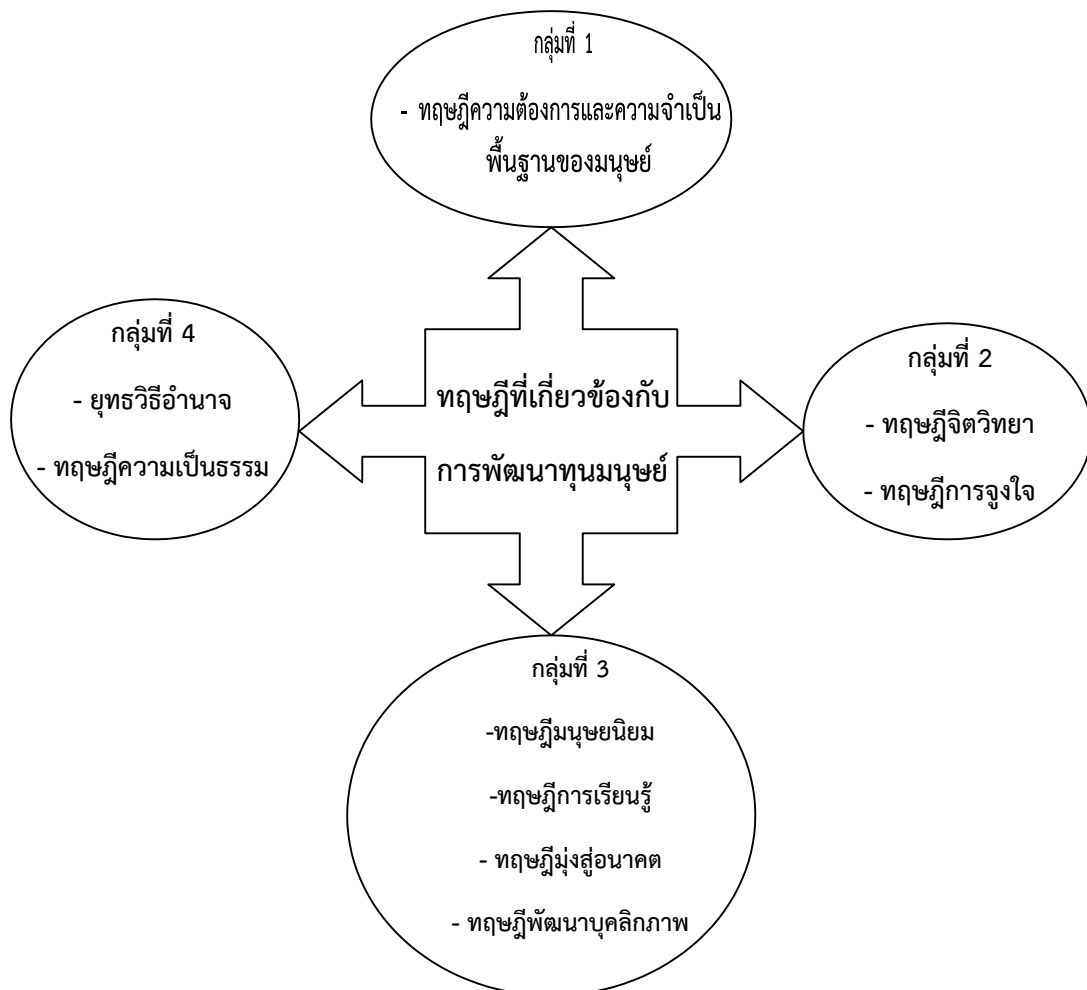 กลุ่มที่ 1
- ทฤษฎีความต้องการและความจำเป็น
พื้นฐานของมนุษย์
กลุ่มที่ 4
- ยุทธวิธีอำนาจ
- ทฤษฎีความเป็นธรรม
ทฤษฎีที่เกี่ยวข้องกับ
การพัฒนาทุนมนุษย์
กลุ่มที่ 2
- ทฤษฎีจิตวิทยา
- ทฤษฎีการจูงใจ
กลุ่มที่ 3
-ทฤษฎีมนุษยนิยม
-ทฤษฎีการเรียนรู้
- ทฤษฎีมุ่งสู่อนาคต
- ทฤษฎีพัฒนาบุคลิกภาพ